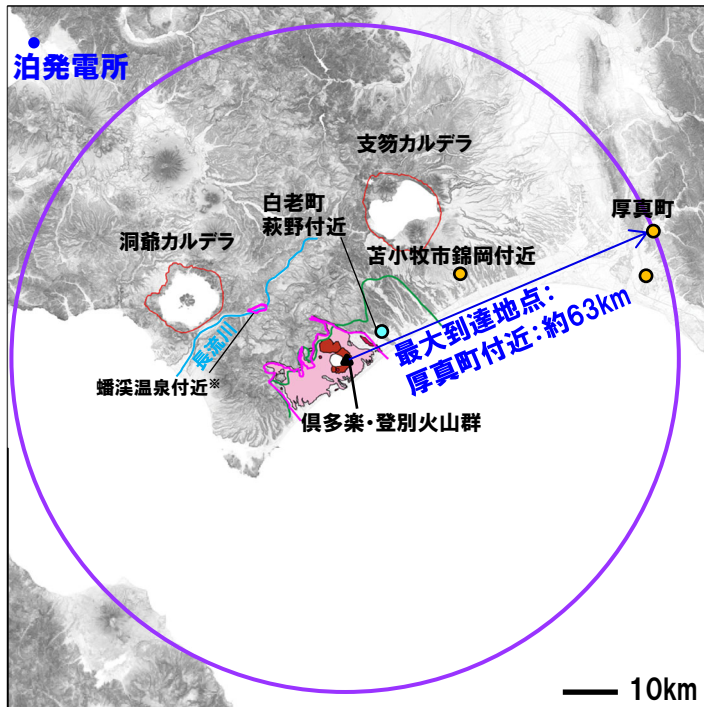 泊発電所
支笏カルデラ
白老町
萩野付近
厚真町
洞爺カルデラ
苫小牧市錦岡付近
最大到達地点:
厚真町付近:約63km
長流川
蟠渓温泉付近※
倶多楽・登別火山群
10km